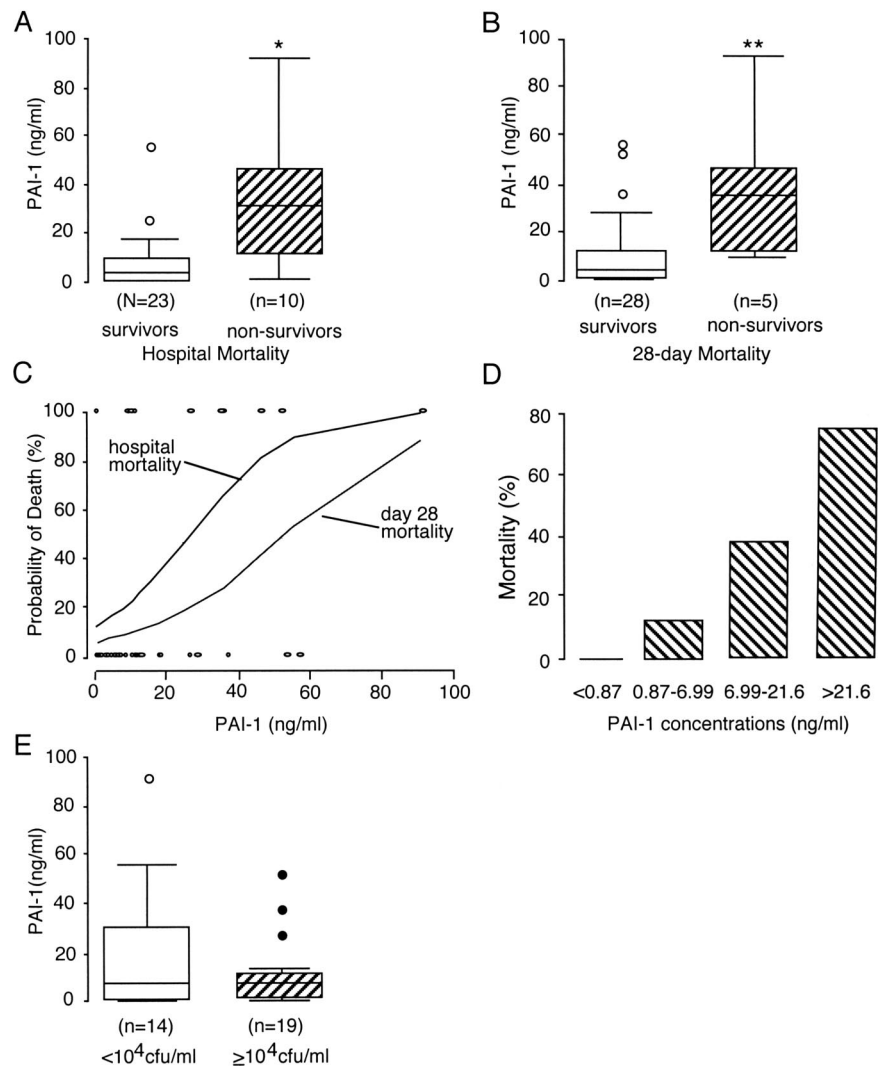 A
100
80
60
40
20
0
PAI-1 (ng/ml)
*
(N=23) (n=10)
survivors non-survivors
Hospital Mortality
B
100
80
60
40
20
0
PAI-1 (ng/ml)
**
(n=28) (n=5)
survivors non-survivors
28-day Mortality
C
100
80
60
40
20
0
Probability of Death (%)
hospital
mortality
day 28
mortality
0 20 40 60 80 100
PAI-1 (ng/ml)
D
80
60
40
20
0
Mortality (%)
<0.87 0.87-6.99 6.99-21.6 >21.6
PAI-1 concentrations (ng/ml)
E
100
80
60
40
20
0
PAI-1(ng/ml)
(n=14) (n=19)
<10⁴cfu/ml ≥10⁴cfu/ml